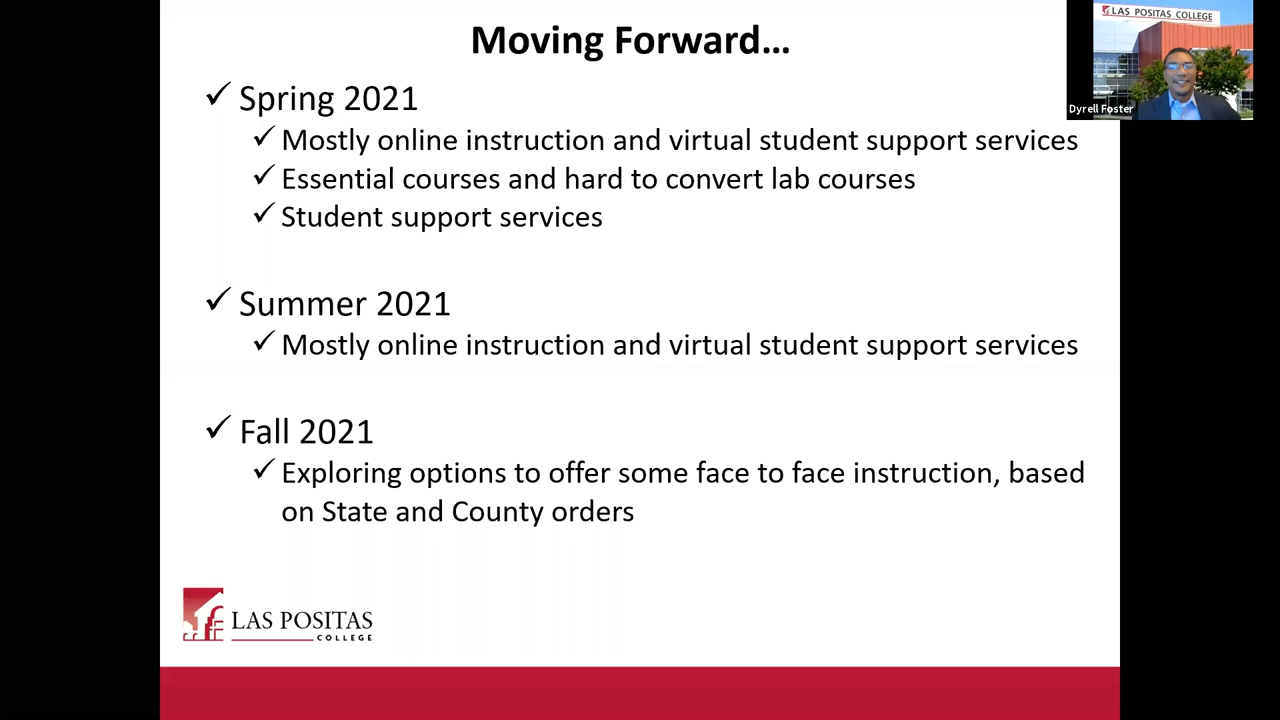 Moving Forward...
LAS POSITAS COLLEGE
Dyrell Foster
✓ Spring 2021
✓ Mostly online instruction and virtual student support services
✓ Essential courses and hard to convert lab courses
✓ Student support services
✓ Summer 2021
✓ Mostly online instruction and virtual student support services
✓ Fall 2021
✓ Exploring options to offer some face to face instruction, based
on State and County orders
LAS POSITAS
COLLEGE